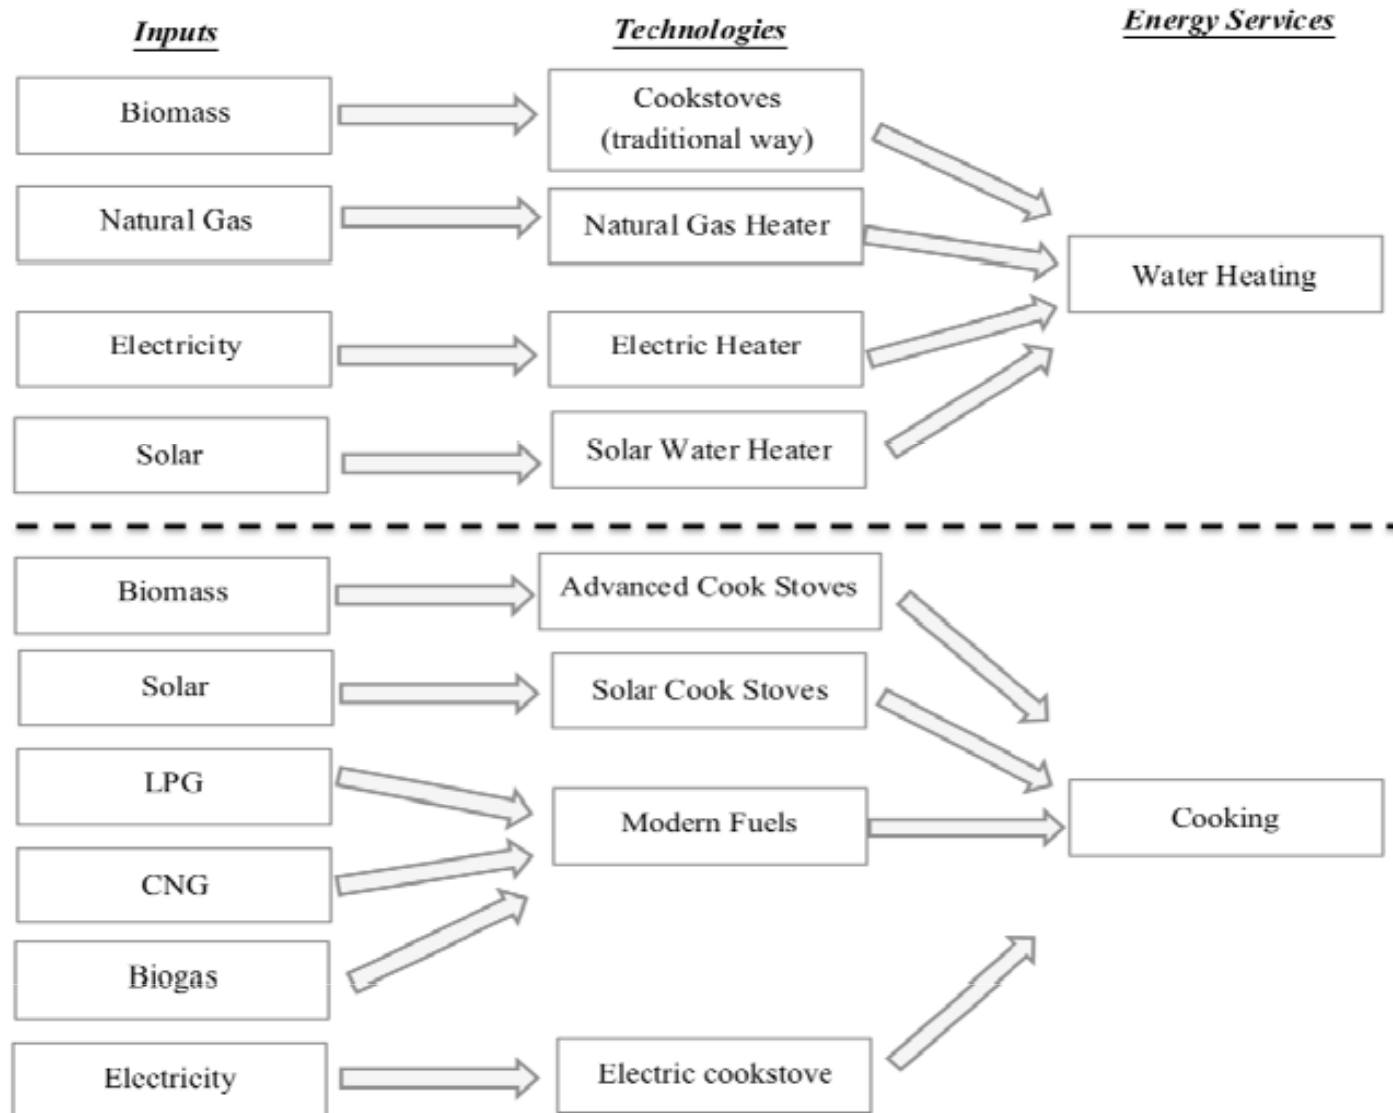 Inputs
Technologies
Energy Services
Biomass
Cookstoves
(traditional way)
Natural Gas
Natural Gas Heater
Water Heating
Electricity
Electric Heater
Solar
Solar Water Heater
Biomass
Advanced Cook Stoves
Solar
Solar Cook Stoves
LPG
Modern Fuels
Cooking
CNG
Biogas
Electricity
Electric cookstove